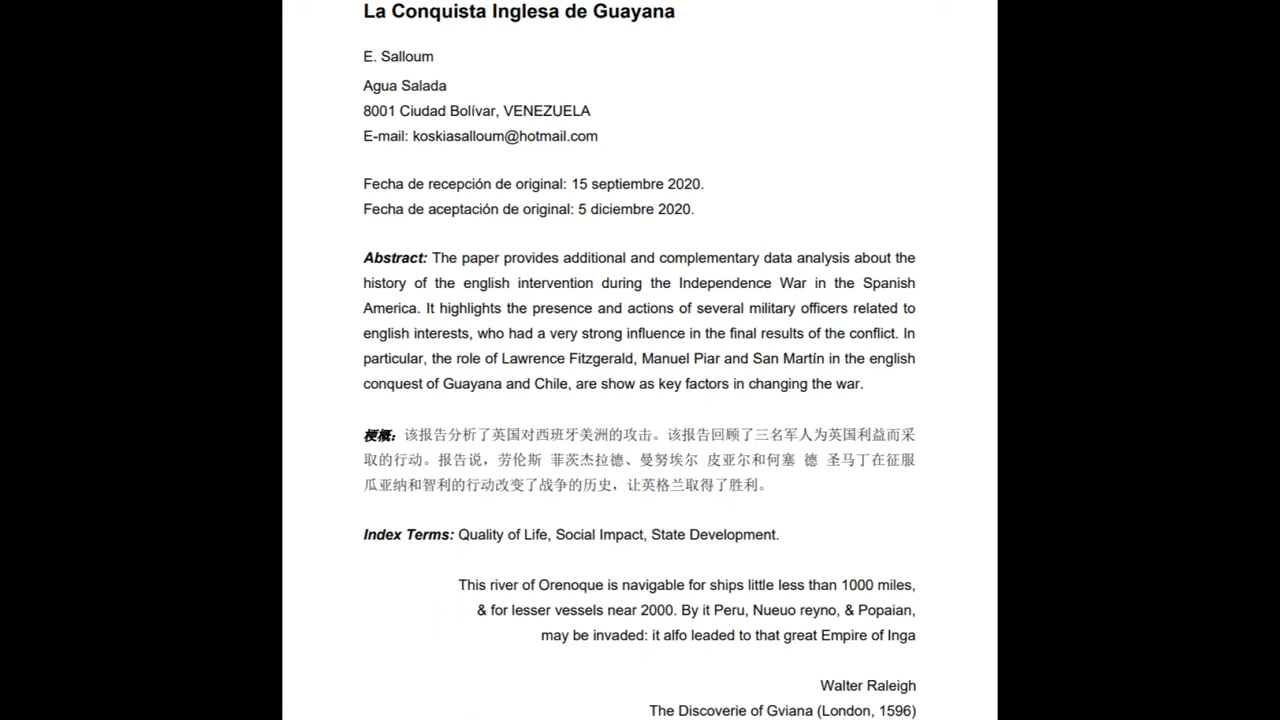 La Conquista Inglesa de Guayana
E. Salloum
Agua Salada
8001 Ciudad Bolívar, VENEZUELA
E-mail: koskiasalloum@hotmail.com
Fecha de recepción de original: 15 septiembre 2020.
Fecha de aceptación de original: 5 diciembre 2020.
Abstract: The paper provides additional and complementary data analysis about the
history of the english intervention during the Independence War in the Spanish
America. It highlights the presence and actions of several military officers related to
english interests, who had a very strong influence in the final results of the conflict. In
particular, the role of Lawrence Fitzgerald, Manuel Piar and San Martín in the english
conquest of Guayana and Chile, are show as key factors in changing the war.
梗概: 该报告分析了英国对西班牙美洲的攻击。该报告回顾了三名军人为英国利益而采
取的行动。报告说，劳伦斯 菲茨杰拉德、曼努埃尔 皮亚尔和何塞 德 圣马丁在征服
瓜亚纳和智利的行动改变了战争的历史，让英格兰取得了胜利。
Index Terms: Quality of Life, Social Impact, State Development.
This river of Orenoque is navigable for ships little less than 1000 miles,
& for lesser vessels near 2000. By it Peru, Nueuo reyno, & Popaian,
may be invaded: it alfo leaded to that great Empire of Inga
Walter Raleigh
The Discoverie of Gviana (London, 1596)